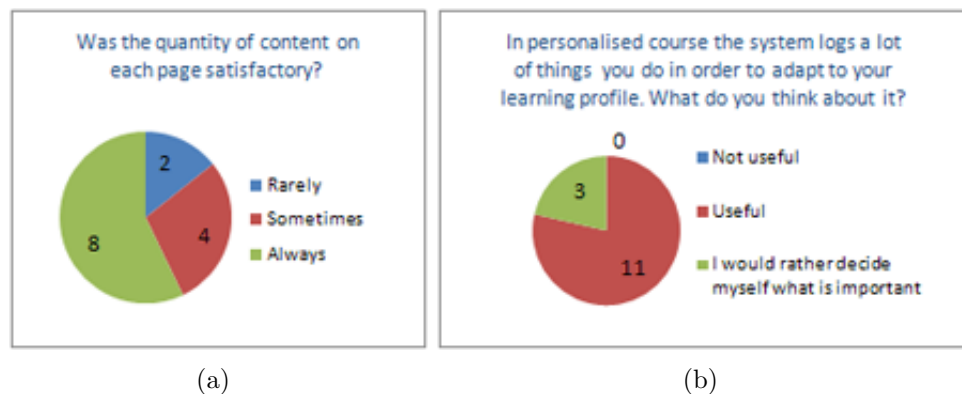 Was the quantity of content on
each page satisfactory?
2
4
8
Rarely
Sometimes
Always
(a)
In personalised course the system logs a lot
of things you do in order to adapt to your
learning profile. What do you think about it?
0
3
11
Not useful
Useful
I would rather decide
myself what is important
(b)